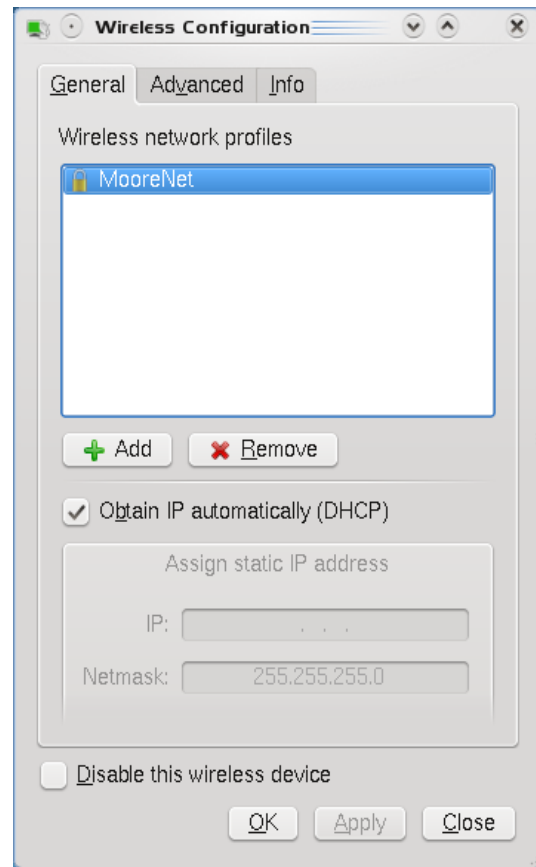 Wireless Configuration
General Advanced Info
Wireless network profiles
MooreNet
Add Remove
Obtain IP automatically (DHCP)
Assign static IP address
IP: . . .
Netmask: 255.255.255.0
Disable this wireless device
OK Apply Close